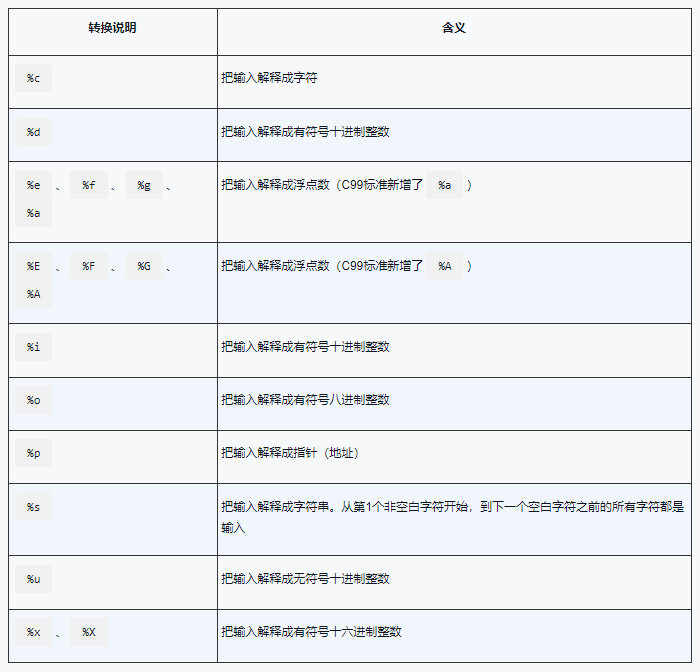 转换说明 含义
%c 把输入解释成字符
%d 把输入解释成有符号十进制整数
%e 、 %f 、 %g 、 把输入解释成浮点数（C99标准新增了 %a ）
%a
%E 、 %F 、 %G 、 把输入解释成浮点数（C99标准新增了 %A ）
%A
%i 把输入解释成有符号十进制整数
%o 把输入解释成有符号八进制整数
%p 把输入解释成指针（地址）
%s 把输入解释成字符串。从第1个非空白字符开始，到下一个空白字符之前的所有字符都是
输入
%u 把输入解释成无符号十进制整数
%x 、 %X 把输入解释成有符号十六进制整数